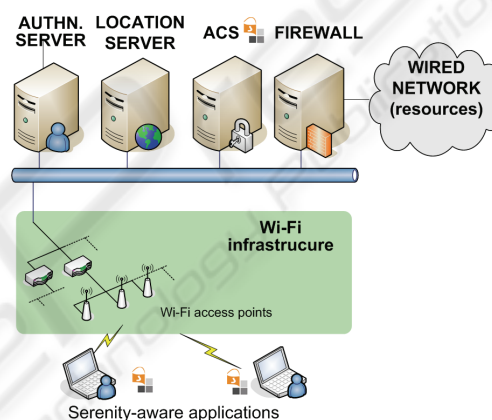 AUTHN. SERVER
LOCATION SERVER
ACS
FIREWALL
WIRED NETWORK (resources)
Wi-Fi infrastrucure
Wi-Fi access points
Serenity-aware applications